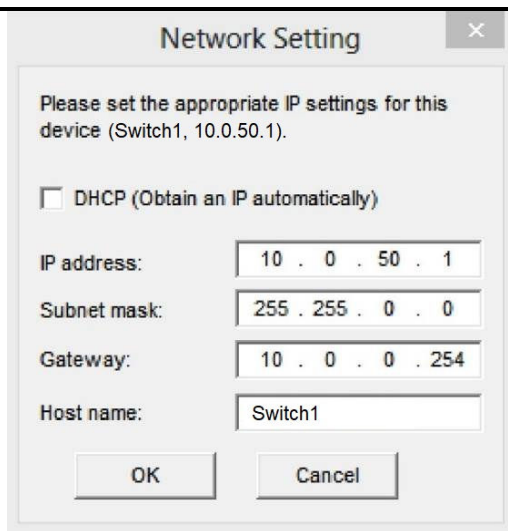 Network Setting
Please set the appropriate IP settings for this
device (Switch1, 10.0.50.1).
DHCP (Obtain an IP automatically)
IP address: 10 . 0 . 50 . 1
Subnet mask: 255 . 255 . 0 . 0
Gateway: 10 . 0 . 0 . 254
Host name: Switch1
OK Cancel